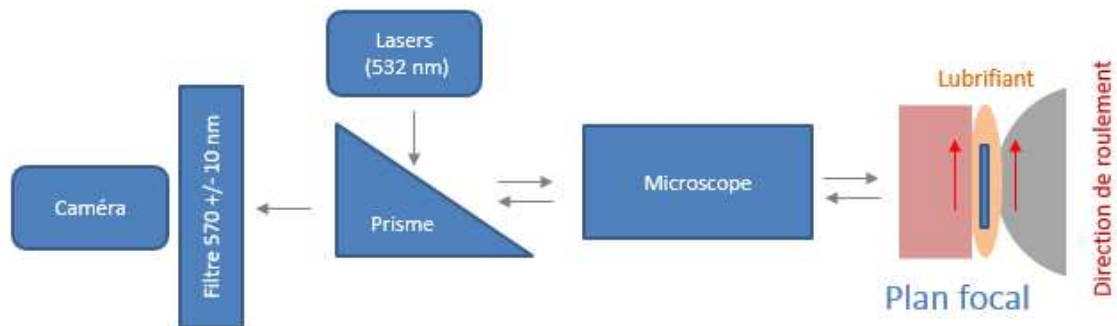 Lasers
(532 nm)
Caméra
Filtre 570 +/- 10 nm
Prisme
Microscope
Lubrifiant
Plan focal
Direction de roulement